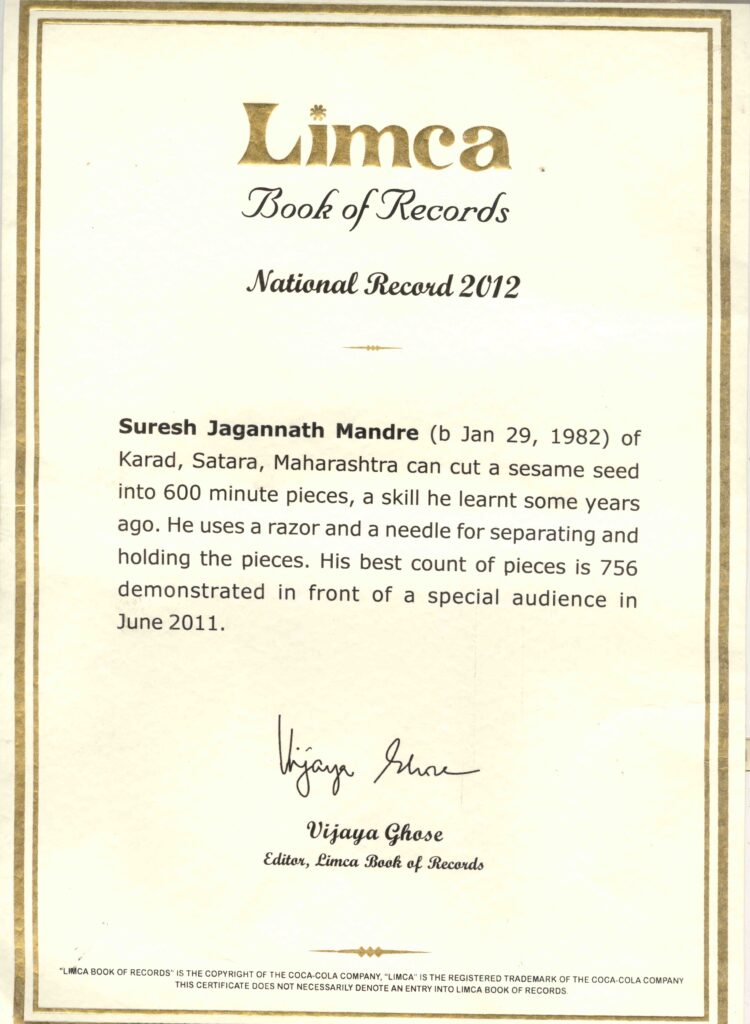 Limca
Book of Records
National Record 2012
Suresh Jagannath Mandre (b Jan 29, 1982) of
Karad, Satara, Maharashtra can cut a sesame seed
into 600 minute pieces, a skill he learnt some years
ago. He uses a razor and a needle for separating and
holding the pieces. His best count of pieces is 756
demonstrated in front of a special audience in
June 2011.
Vijaya Ghose
Vijaya Ghose
Editor, Limca Book of Records
"LIMCA BOOK OF RECORDS" IS THE COPYRIGHT OF THE COCA-COLA COMPANY, "LIMCA" IS THE REGISTERED TRADEMARK OF THE COCA-COLA COMPANY
THIS CERTIFICATE DOES NOT NECESSARILY DENOTE AN ENTRY INTO LIMCA BOOK OF RECORDS.